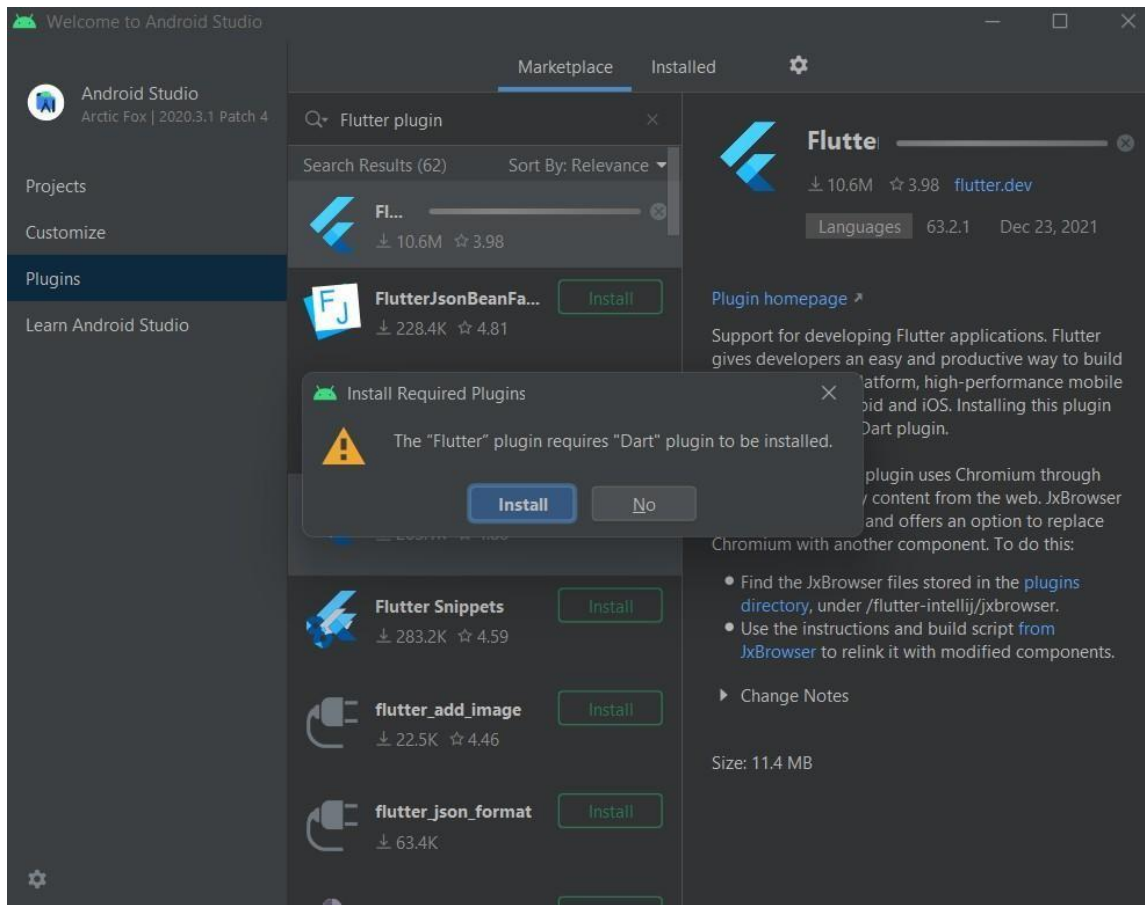 Welcome to Android Studio
Android Studio
Arctic Fox | 2020.3.1 Patch 4
Projects
Customize
Plugins
Learn Android Studio
Marketplace Installed
Flutter plugin
Search Results (62) Sort By: Relevance
Fl...
10.6M 3.98
FlutterJsonBeanFa... Install
228.4K 4.81
Install Required Plugins
The "Flutter" plugin requires "Dart" plugin to be installed.
Install No
Flutter Snippets Install
283.2K 4.59
flutter_add_image Install
22.5K 4.46
flutter_json_format Install
63.4K
Flutte
10.6M 3.98 flutter.dev
Languages 63.2.1 Dec 23, 2021
Plugin homepage
Support for developing Flutter applications. Flutter
gives developers an easy and productive way to build
high-performance mobile
and iOS. Installing this plugin
Dart plugin.
plugin uses Chromium through
content from the web. JxBrowser
and offers an option to replace
Chromium with another component. To do this:
Find the JxBrowser files stored in the plugins
directory, under /flutter-intellij/jxbrowser.
Use the instructions and build script from
JxBrowser to relink it with modified components.
Change Notes
Size: 11.4 MB